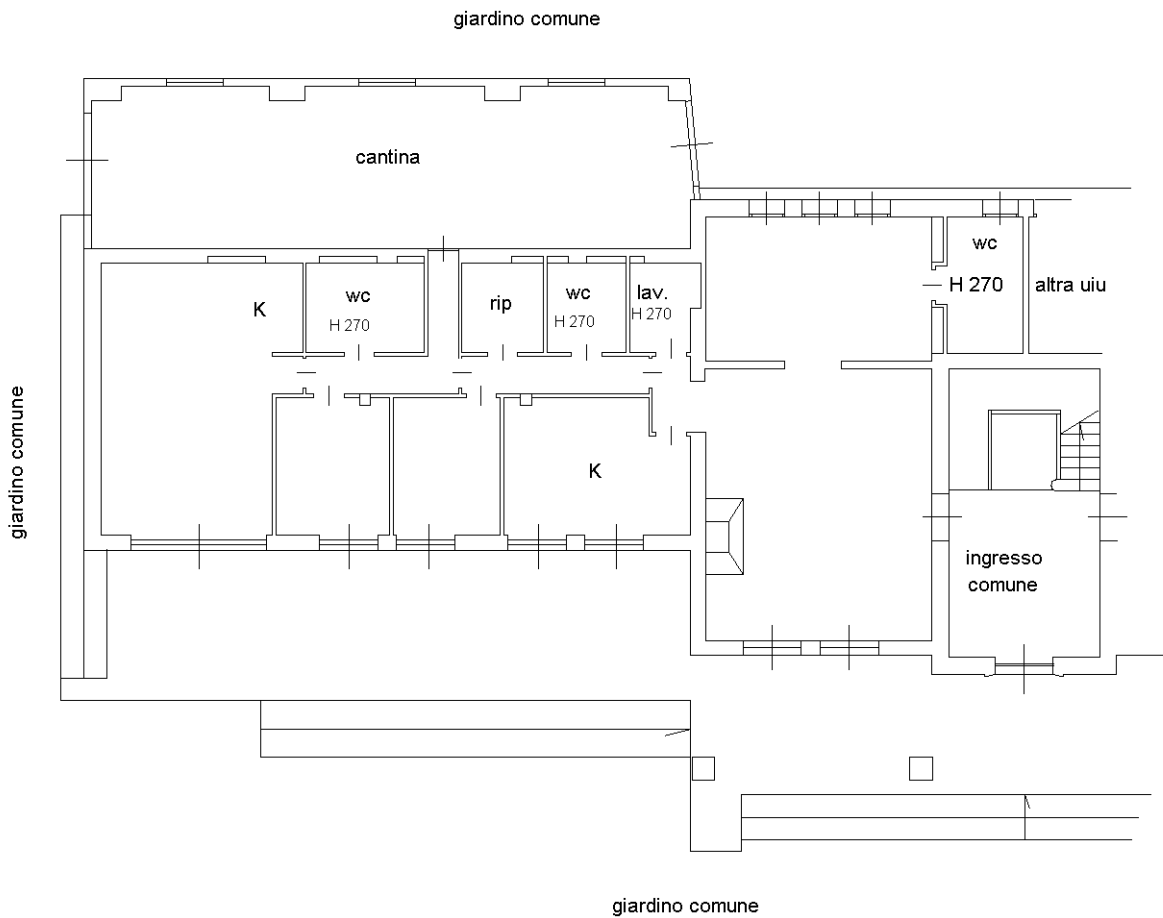 giardino comune
cantina
wc
K
wc
rip
wc
lav.
H 270
altra uiu
H 270
H 270
H 270
giardino comune
K
ingresso
comune
giardino comune